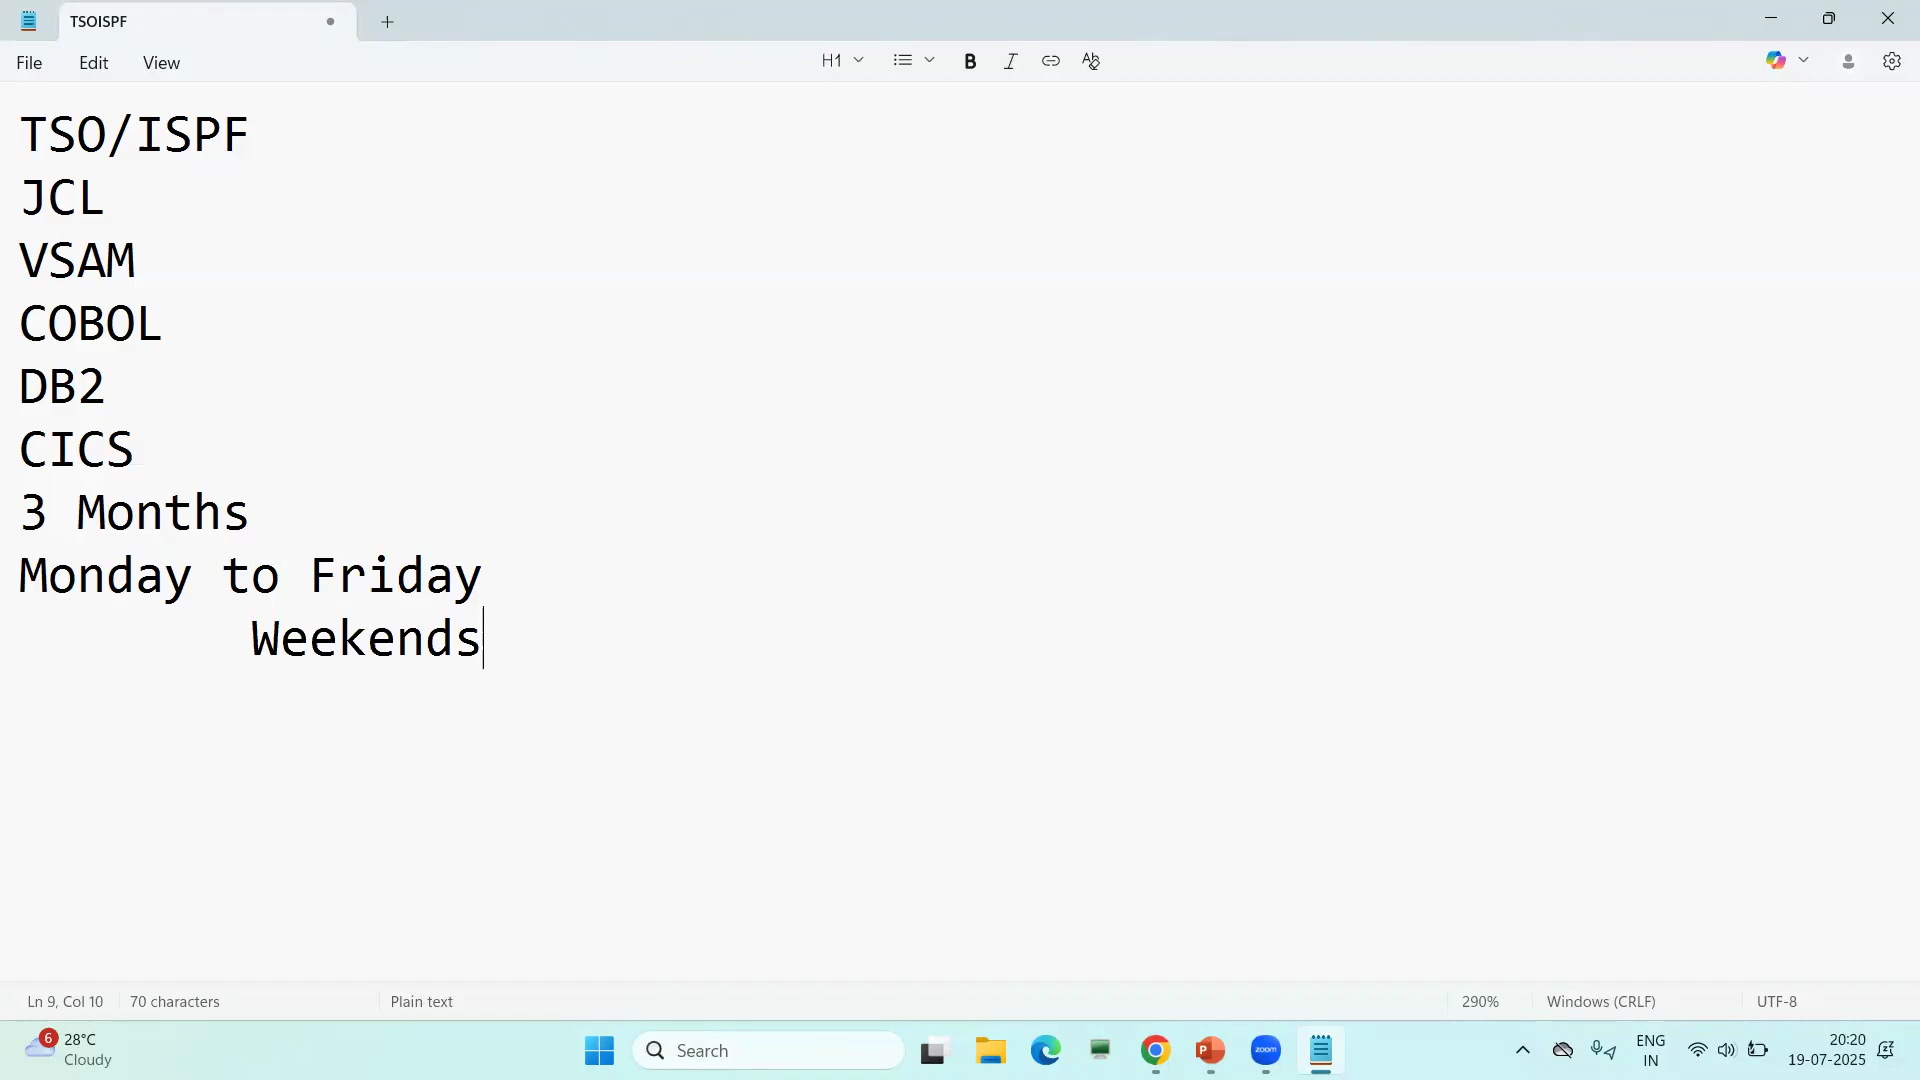 TSOISPF
File Edit View H1 B I
TSO/ISPF
JCL
VSAM
COBOL
DB2
CICS
3 Months
Monday to Friday
Weekends
Ln 9, Col 10 70 characters Plain text 290% Windows (CRLF) UTF-8
6 28°C Cloudy
Search
zoom
ENG IN
20:20
19-07-2025